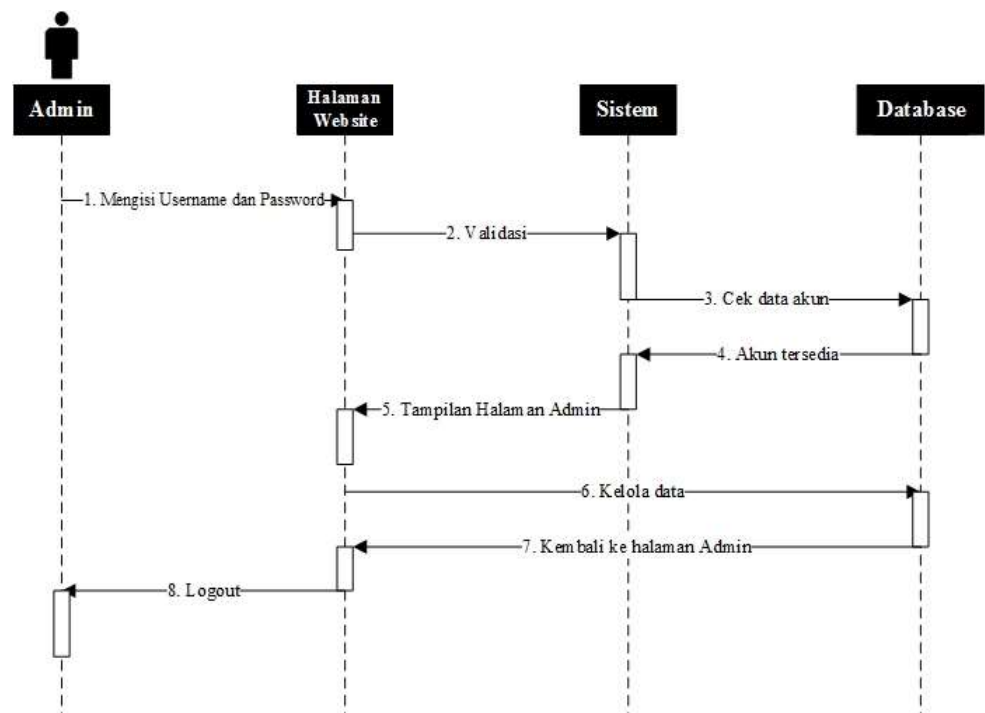 Admin
Halaman
Website
Sistem
Database
1. Mengisi Username dan Password
2. Validasi
3. Cek data akun
4. Akun tersedia
5. Tampilan Halaman Admin
6. Kelola data
7. Kembali ke halaman Admin
8. Logout